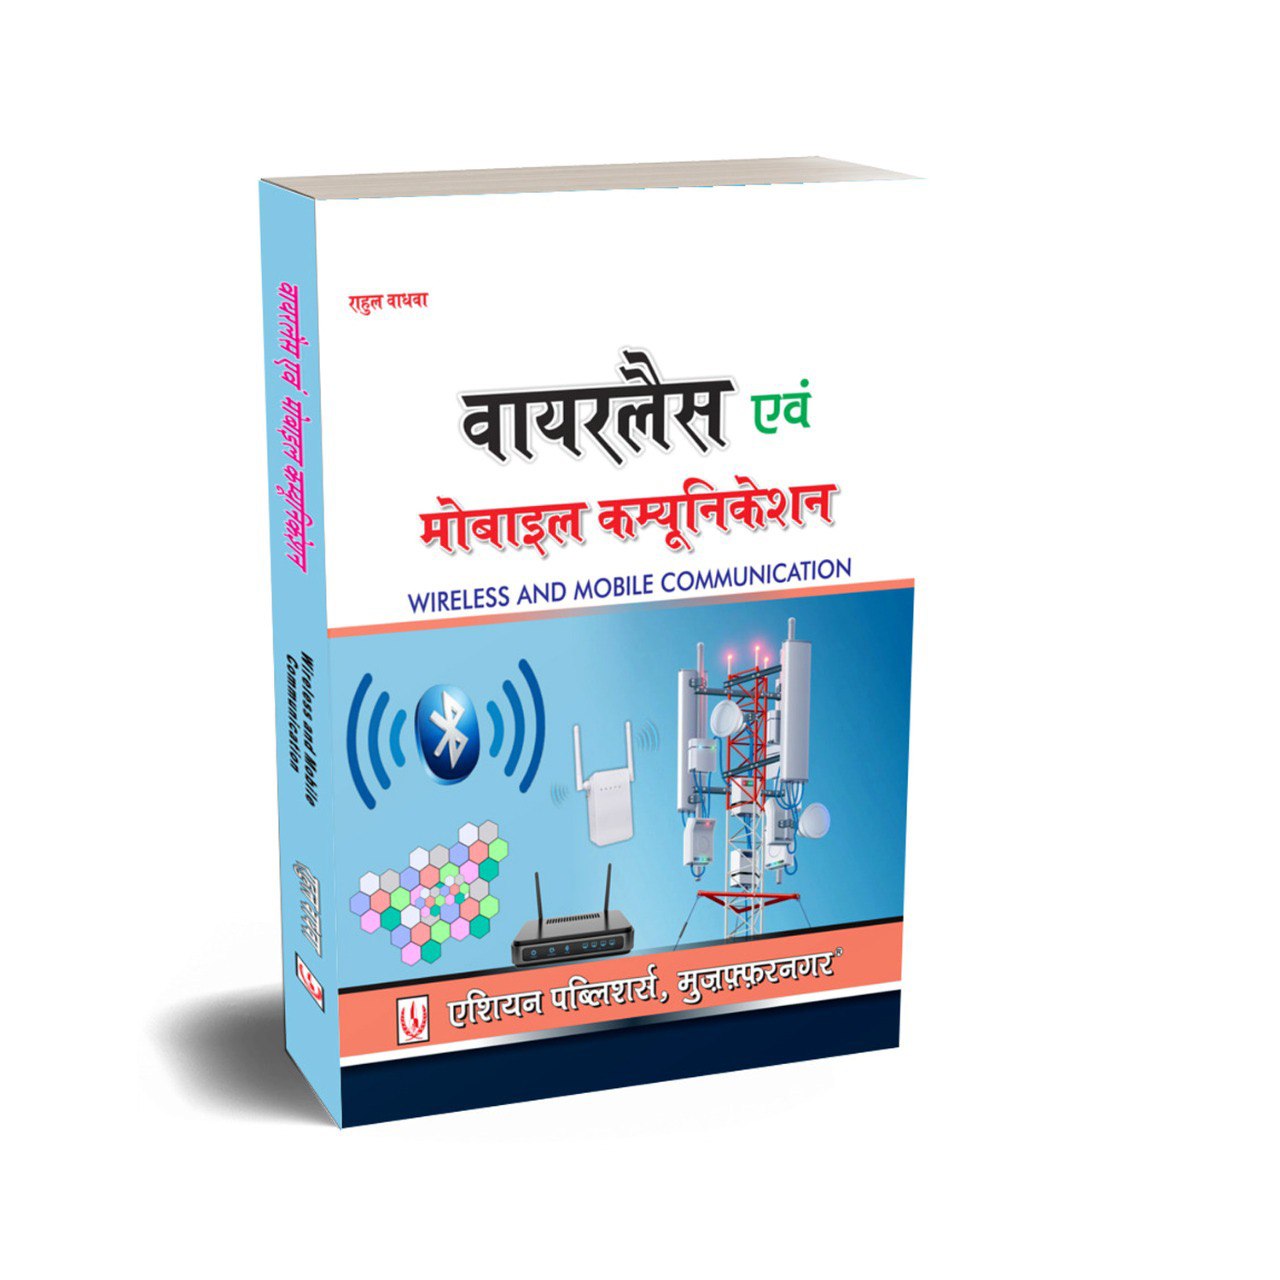 राहुल वाधवा
वायरलैस एवं
मोबाइल कम्यूनिकेशन
WIRELESS AND MOBILE COMMUNICATION
एशियन पब्लिशर्स, मुज़फ़्फ़रनगर®
वायरलैस एवं मोबाइल कम्यूनिकेशन
Wireless and Mobile
Communication